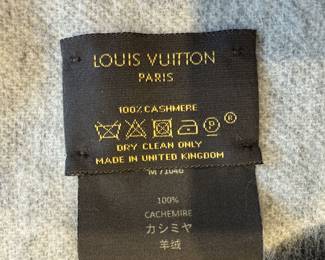 LOUIS VUITTON
PARIS
100% CASHMERE
P
R
DRY CLEAN ONLY
MADE IN UNITED KINGDOM
M71040
100%
CACHEMIRE
カシミヤ
羊绒